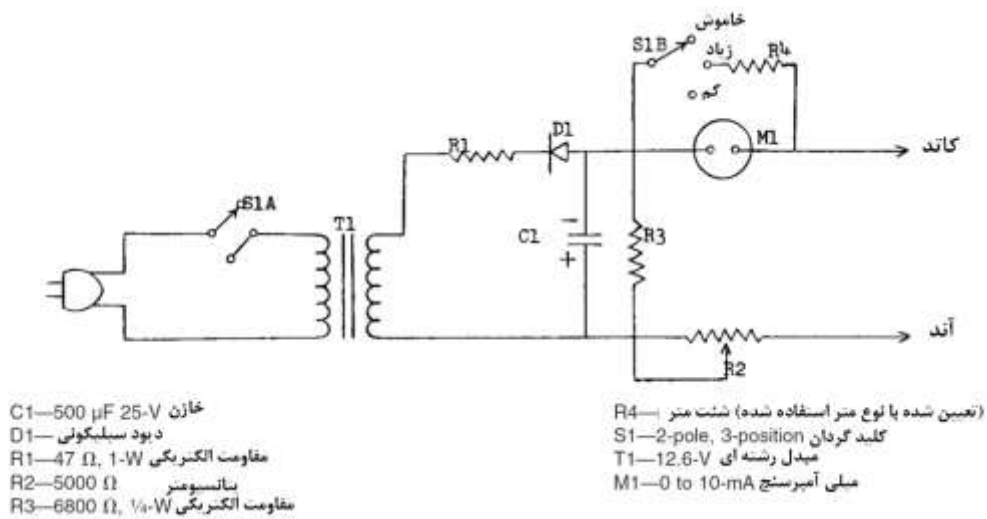 خاموش
S1B
زیاد
R4
کم
D1
R1
M1
کاتد
S1A
T1
C1
−
+
R3
آند
R2
C1—500 µF 25-V خازن
D1— دیود سیلیکونی
R1—47 Ω, 1-W مقاومت الکتریکی
R2—5000 Ω پتانسیومتر
R3—6800 Ω, ¼-W مقاومت الکتریکی
R4— شنت متر (تعیین شده با نوع متر استفاده شده)
S1—2-pole, 3-position کلید گردان
T1—12.6-V مبدل رشته ای
M1—0 to 10-mA میلی آمپرسنج